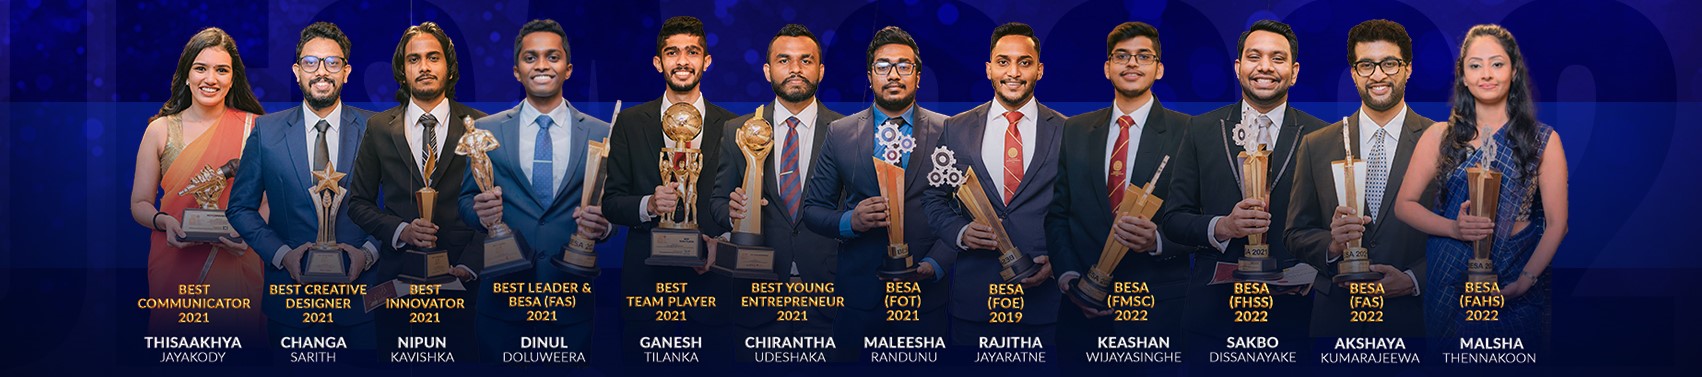 BEST
COMMUNICATOR
2021
THISAAKHYA
JAYAKODY
BEST CREATIVE
DESIGNER
2021
CHANGA
SARITH
BEST
INNOVATOR
2021
NIPUN
KAVISHKA
BEST LEADER &
BESA (FAS)
2021
DINUL
DOLUWEERA
BEST
TEAM PLAYER
2021
GANESH
TILANKA
BEST YOUNG
ENTREPRENEUR
2021
CHIRANTHA
UDESHAKA
BESA
(FOT)
2021
MALEESHA
RANDUNU
BESA
(FOE)
2019
RAJITHA
JAYARATNE
BESA
(FMSC)
2022
KEASHAN
WIJAYASINGHE
BESA
(FHSS)
2022
SAKBO
DISSANAYAKE
BESA
(FAS)
2022
AKSHAYA
KUMARAJEEWA
BESA
(FAHS)
2022
MALSHA
THENNAKOON